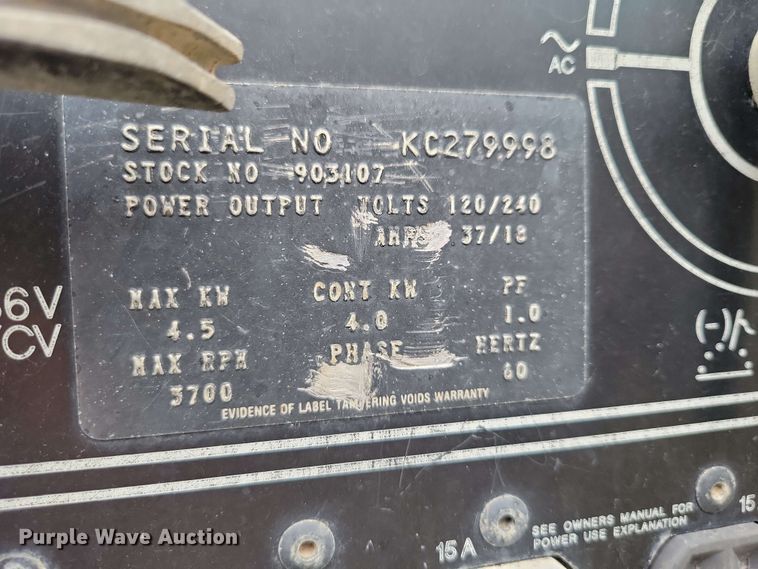 AC
SERIAL NO KC279998
STOCK NO 903107
POWER OUTPUT VOLTS 120/240
AMPS 37/18
6V
CV
MAX KW CONT KW PF
4.5 4.0 1.0
MAX RPM PHASE HERTZ
3700 60
EVIDENCE OF LABEL TAMPERING VOIDS WARRANTY
15 A
SEE OWNERS MANUAL FOR
POWER USE EXPLANATION
15
Purple Wave Auction